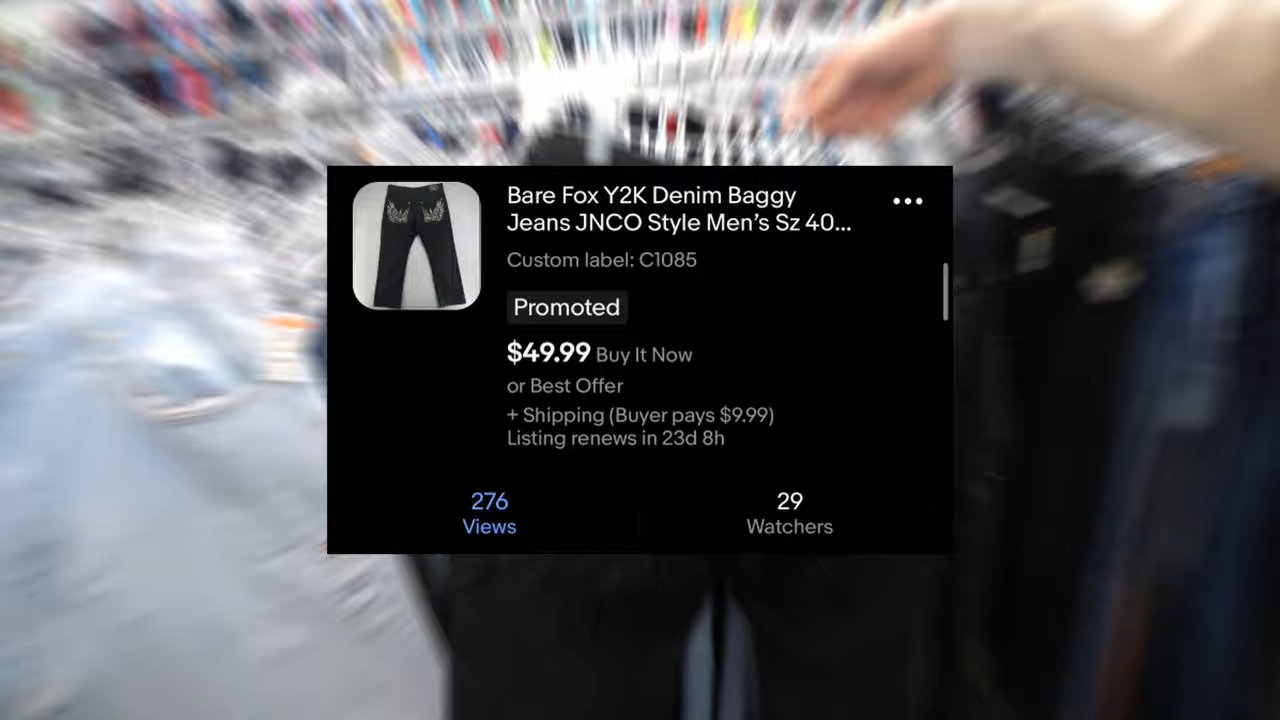 Bare Fox Y2K Denim Baggy
Jeans JNCO Style Men’s Sz 40...
Custom label: C1085
Promoted
$49.99 Buy It Now
or Best Offer
+ Shipping (Buyer pays $9.99)
Listing renews in 23d 8h
276
Views
29
Watchers